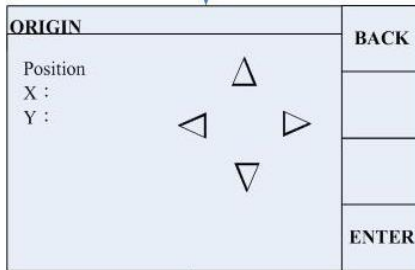 ORIGIN
BACK
Position
X :
Y :
ENTER